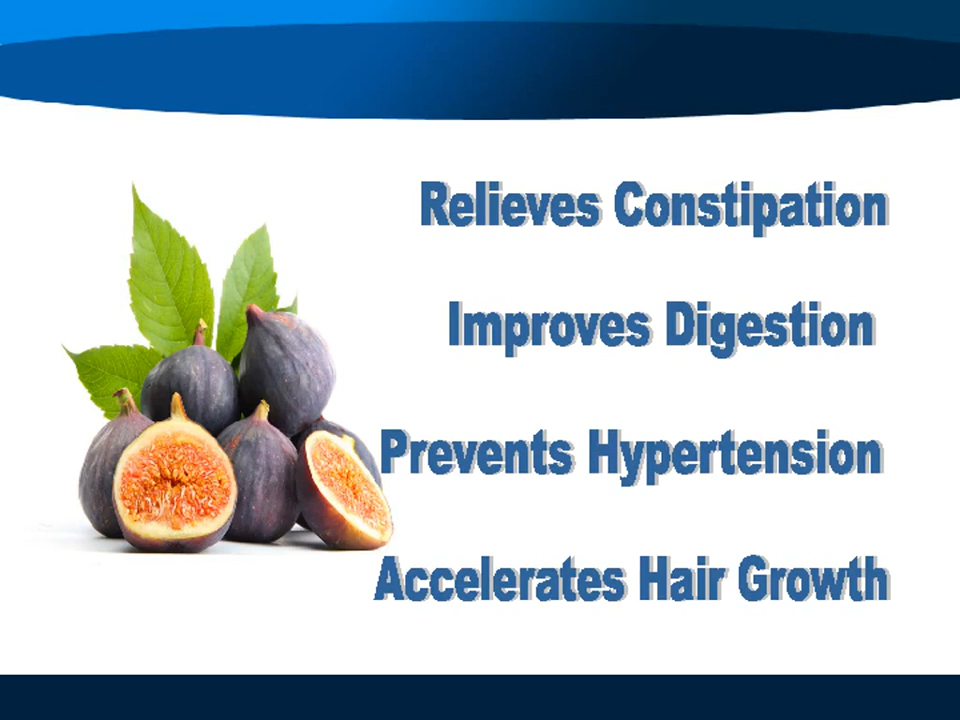 Relieves Constipation
Improves Digestion
Prevents Hypertension
Accelerates Hair Growth